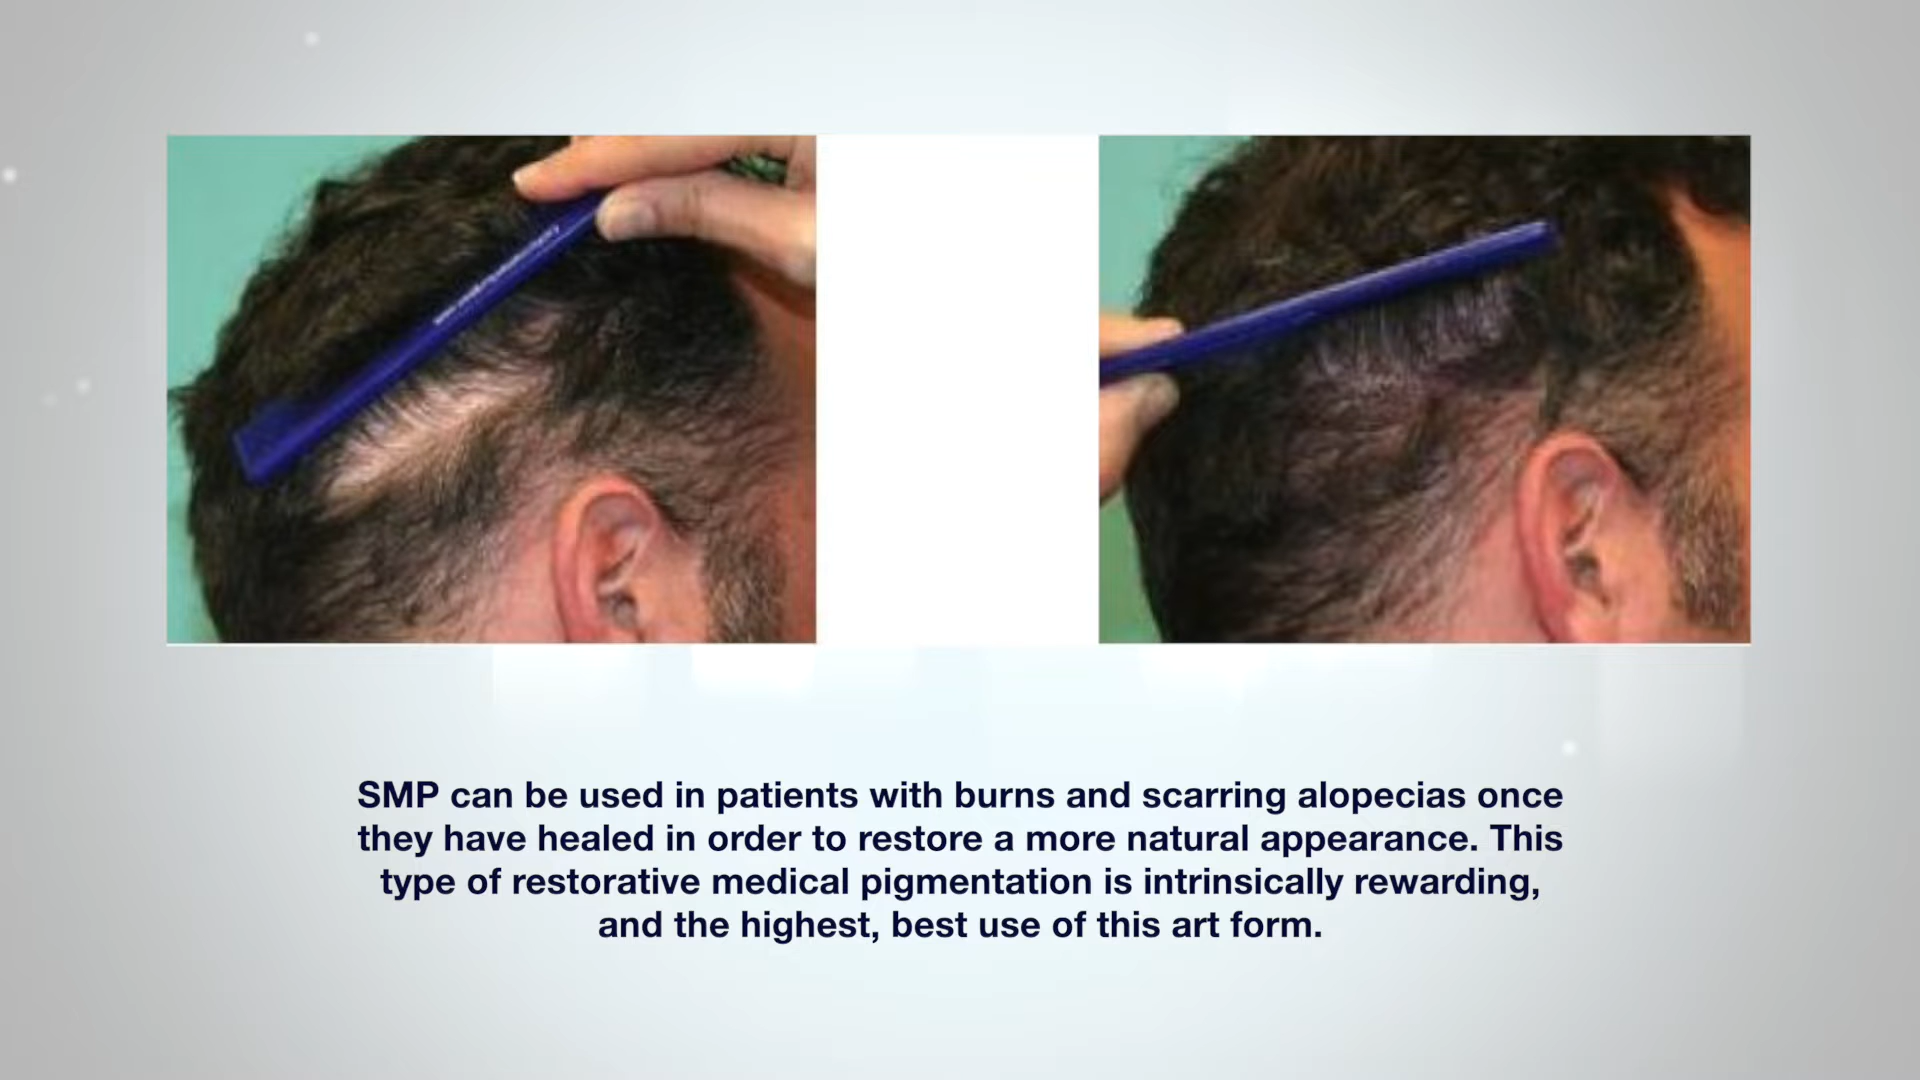 SMP can be used in patients with burns and scarring alopecias once
they have healed in order to restore a more natural appearance. This
type of restorative medical pigmentation is intrinsically rewarding,
and the highest, best use of this art form.